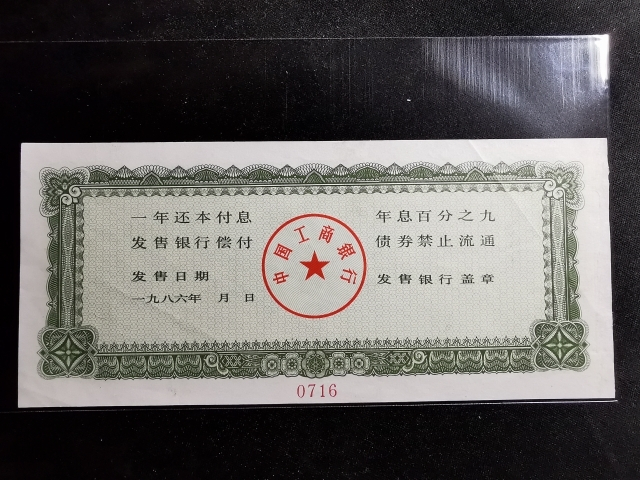 一年还本付息
年息百分之九
发售银行偿付
债券禁止流通
发售日期
发售银行盖章
一九八六年 月 日
中国工商银行
0716